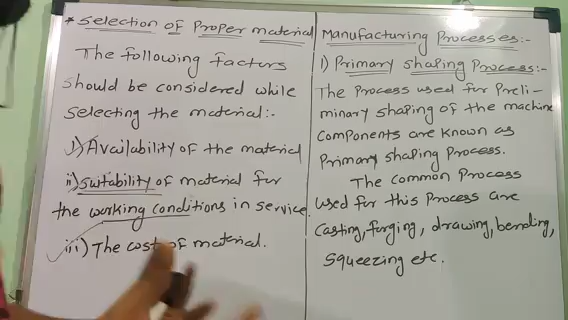 * Selection of Proper material
The following factors
should be considered while
selecting the material:-
i) Availability of the material
ii) suitability of material for
the working conditions in service.
iii) The cost of material.
Manufacturing Processes:-
1) Primary shaping Process:-
The Process used for Preli-
minary shaping of the machine
components are known as
Primary shaping Process.
The common Process
used for this Process are
casting, forging, drawing, bending,
squeezing etc.